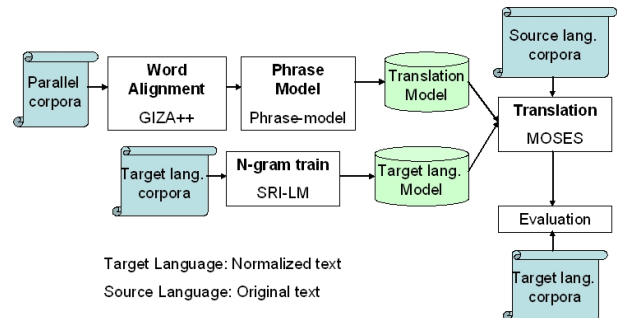 Parallel
corpora
Word
Alignment
GIZA++
Phrase
Model
Phrase-model
Translation
Model
Source lang.
corpora
Translation
MOSES
Target lang.
corpora
N-gram train
SRI-LM
Target lang.
Model
Evaluation
Target lang.
corpora
Target Language: Normalized text
Source Language: Original text